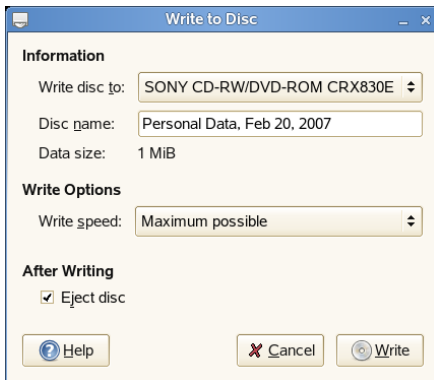 Write to Disc
Information
Write disc to: SONY CD-RW/DVD-ROM CRX830E
Disc name: Personal Data, Feb 20, 2007
Data size: 1 MiB
Write Options
Write speed: Maximum possible
After Writing
Eject disc
Help Cancel Write